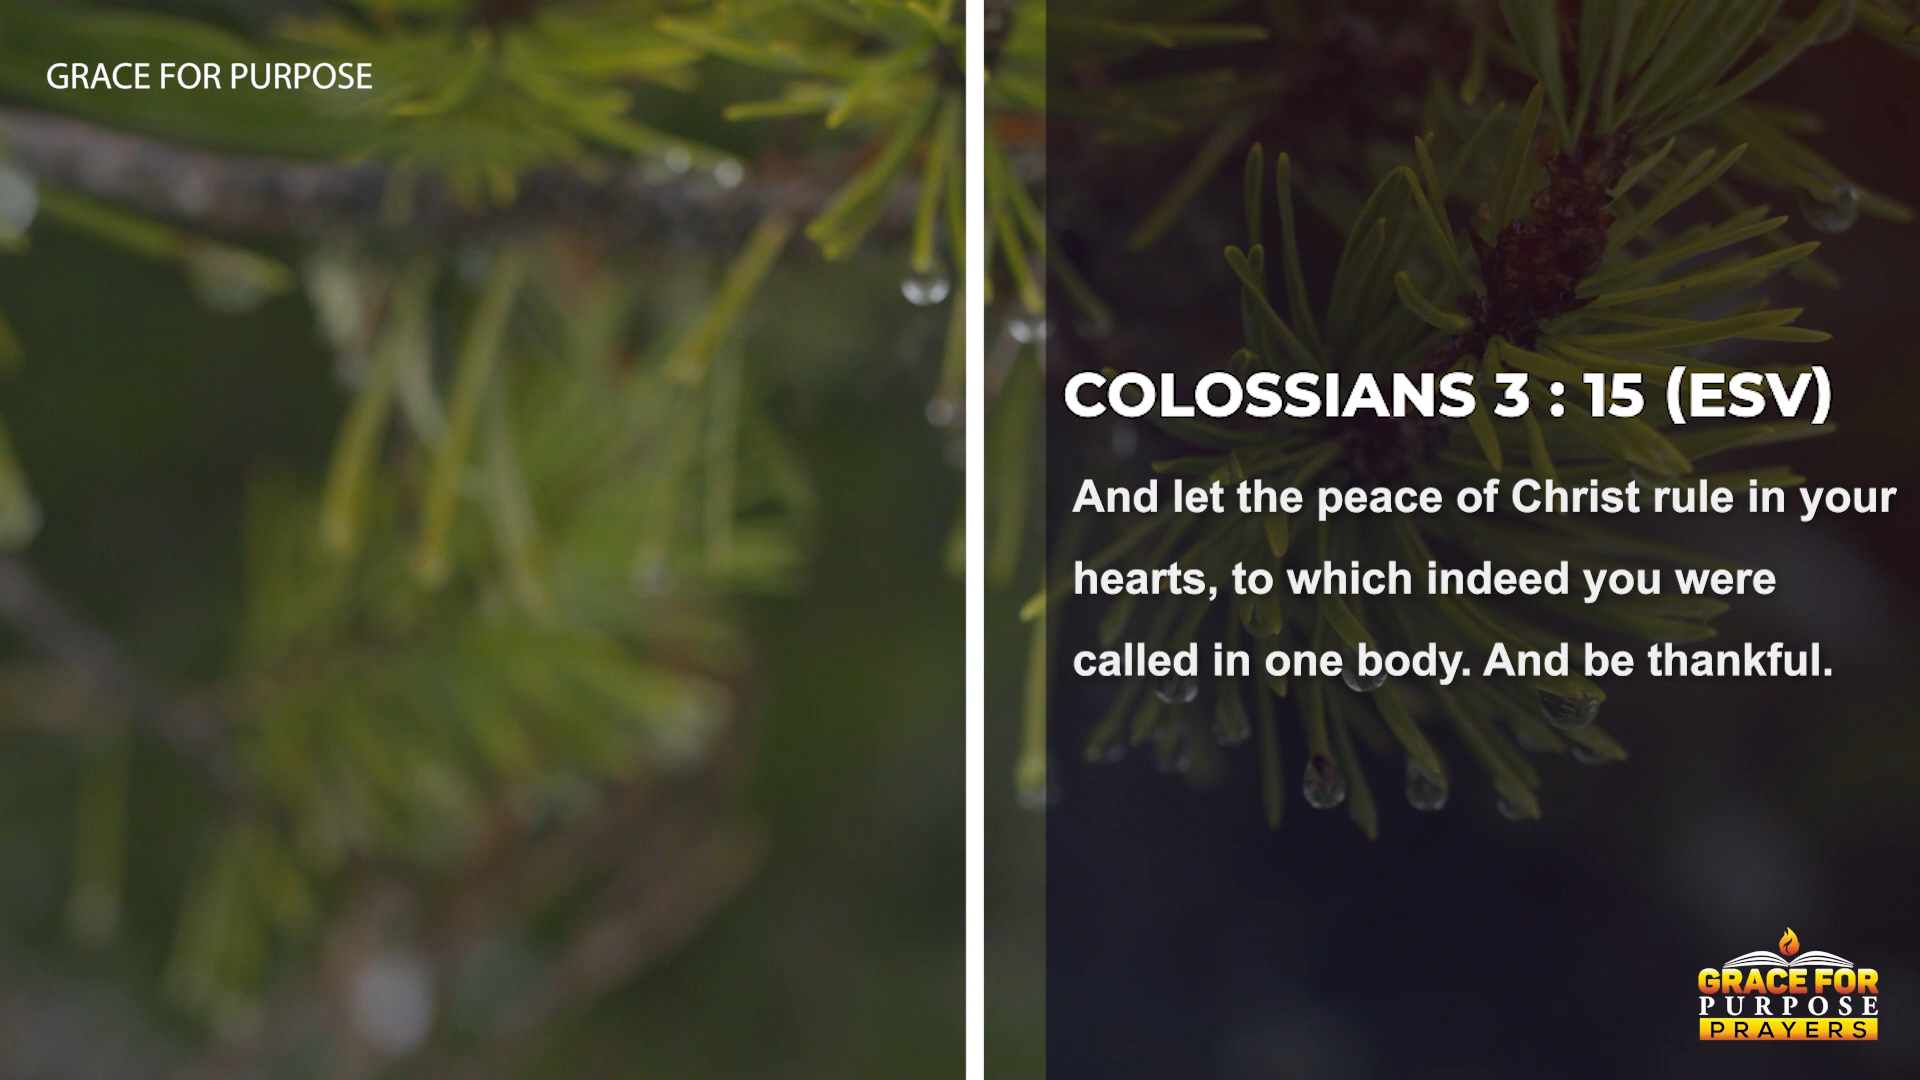 GRACE FOR PURPOSE
COLOSSIANS 3 : 15 (ESV)
And let the peace of Christ rule in your
hearts, to which indeed you were
called in one body. And be thankful.
GRACE FOR
PURPOSE
PRAYERS